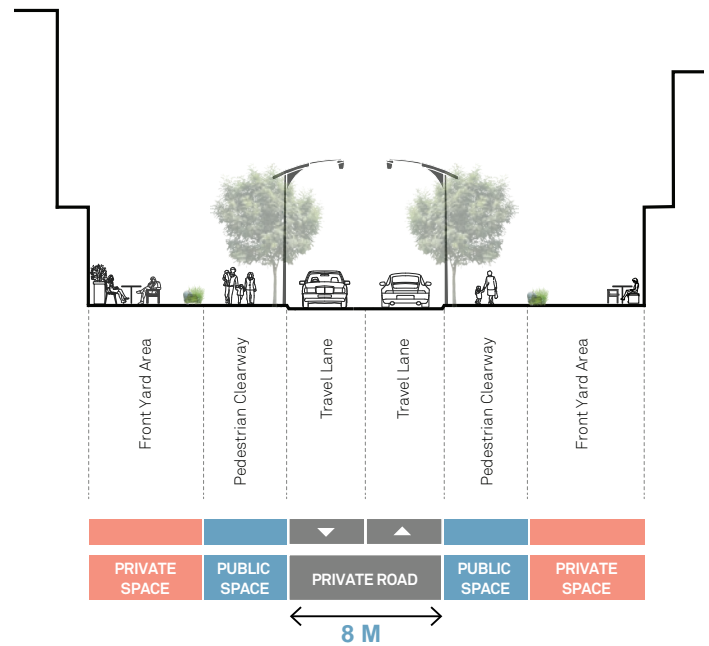 Front Yard Area
Pedestrian Clearway
Travel Lane
Travel Lane
Pedestrian Clearway
Front Yard Area
PRIVATE
SPACE
PUBLIC
SPACE
PRIVATE ROAD
PUBLIC
SPACE
PRIVATE
SPACE
8 M